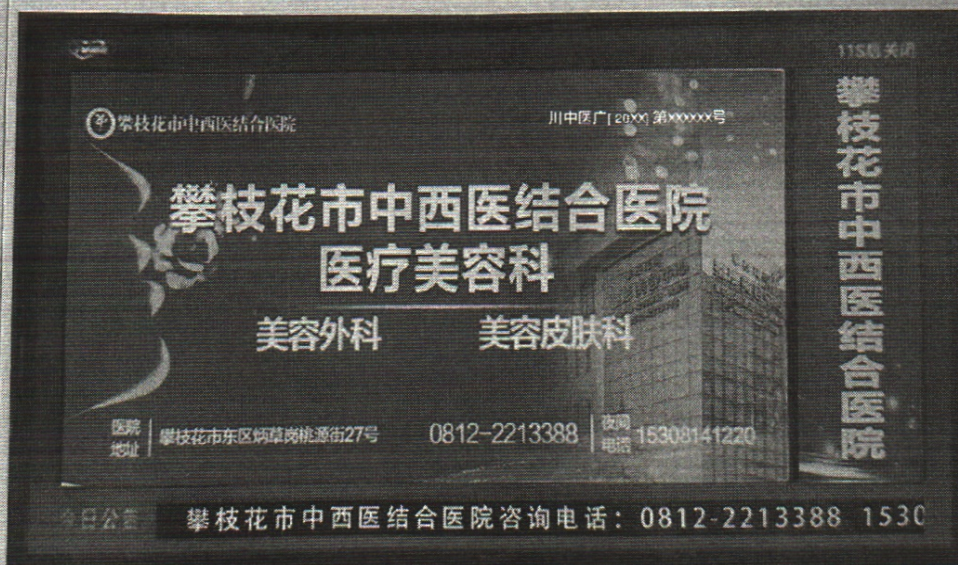 115后关闭
攀枝花市中西医结合医院
川中医广[20XX]第XXXXXX号
攀枝花市中西医结合医院
医疗美容科
美容外科 美容皮肤科
医院地址 攀枝花市东区炳草岗桃源街27号 0812-2213388 夜间电话 15308141220
攀枝花市中西医结合医院
今日公告 攀枝花市中西医结合医院咨询电话：0812-2213388 1530